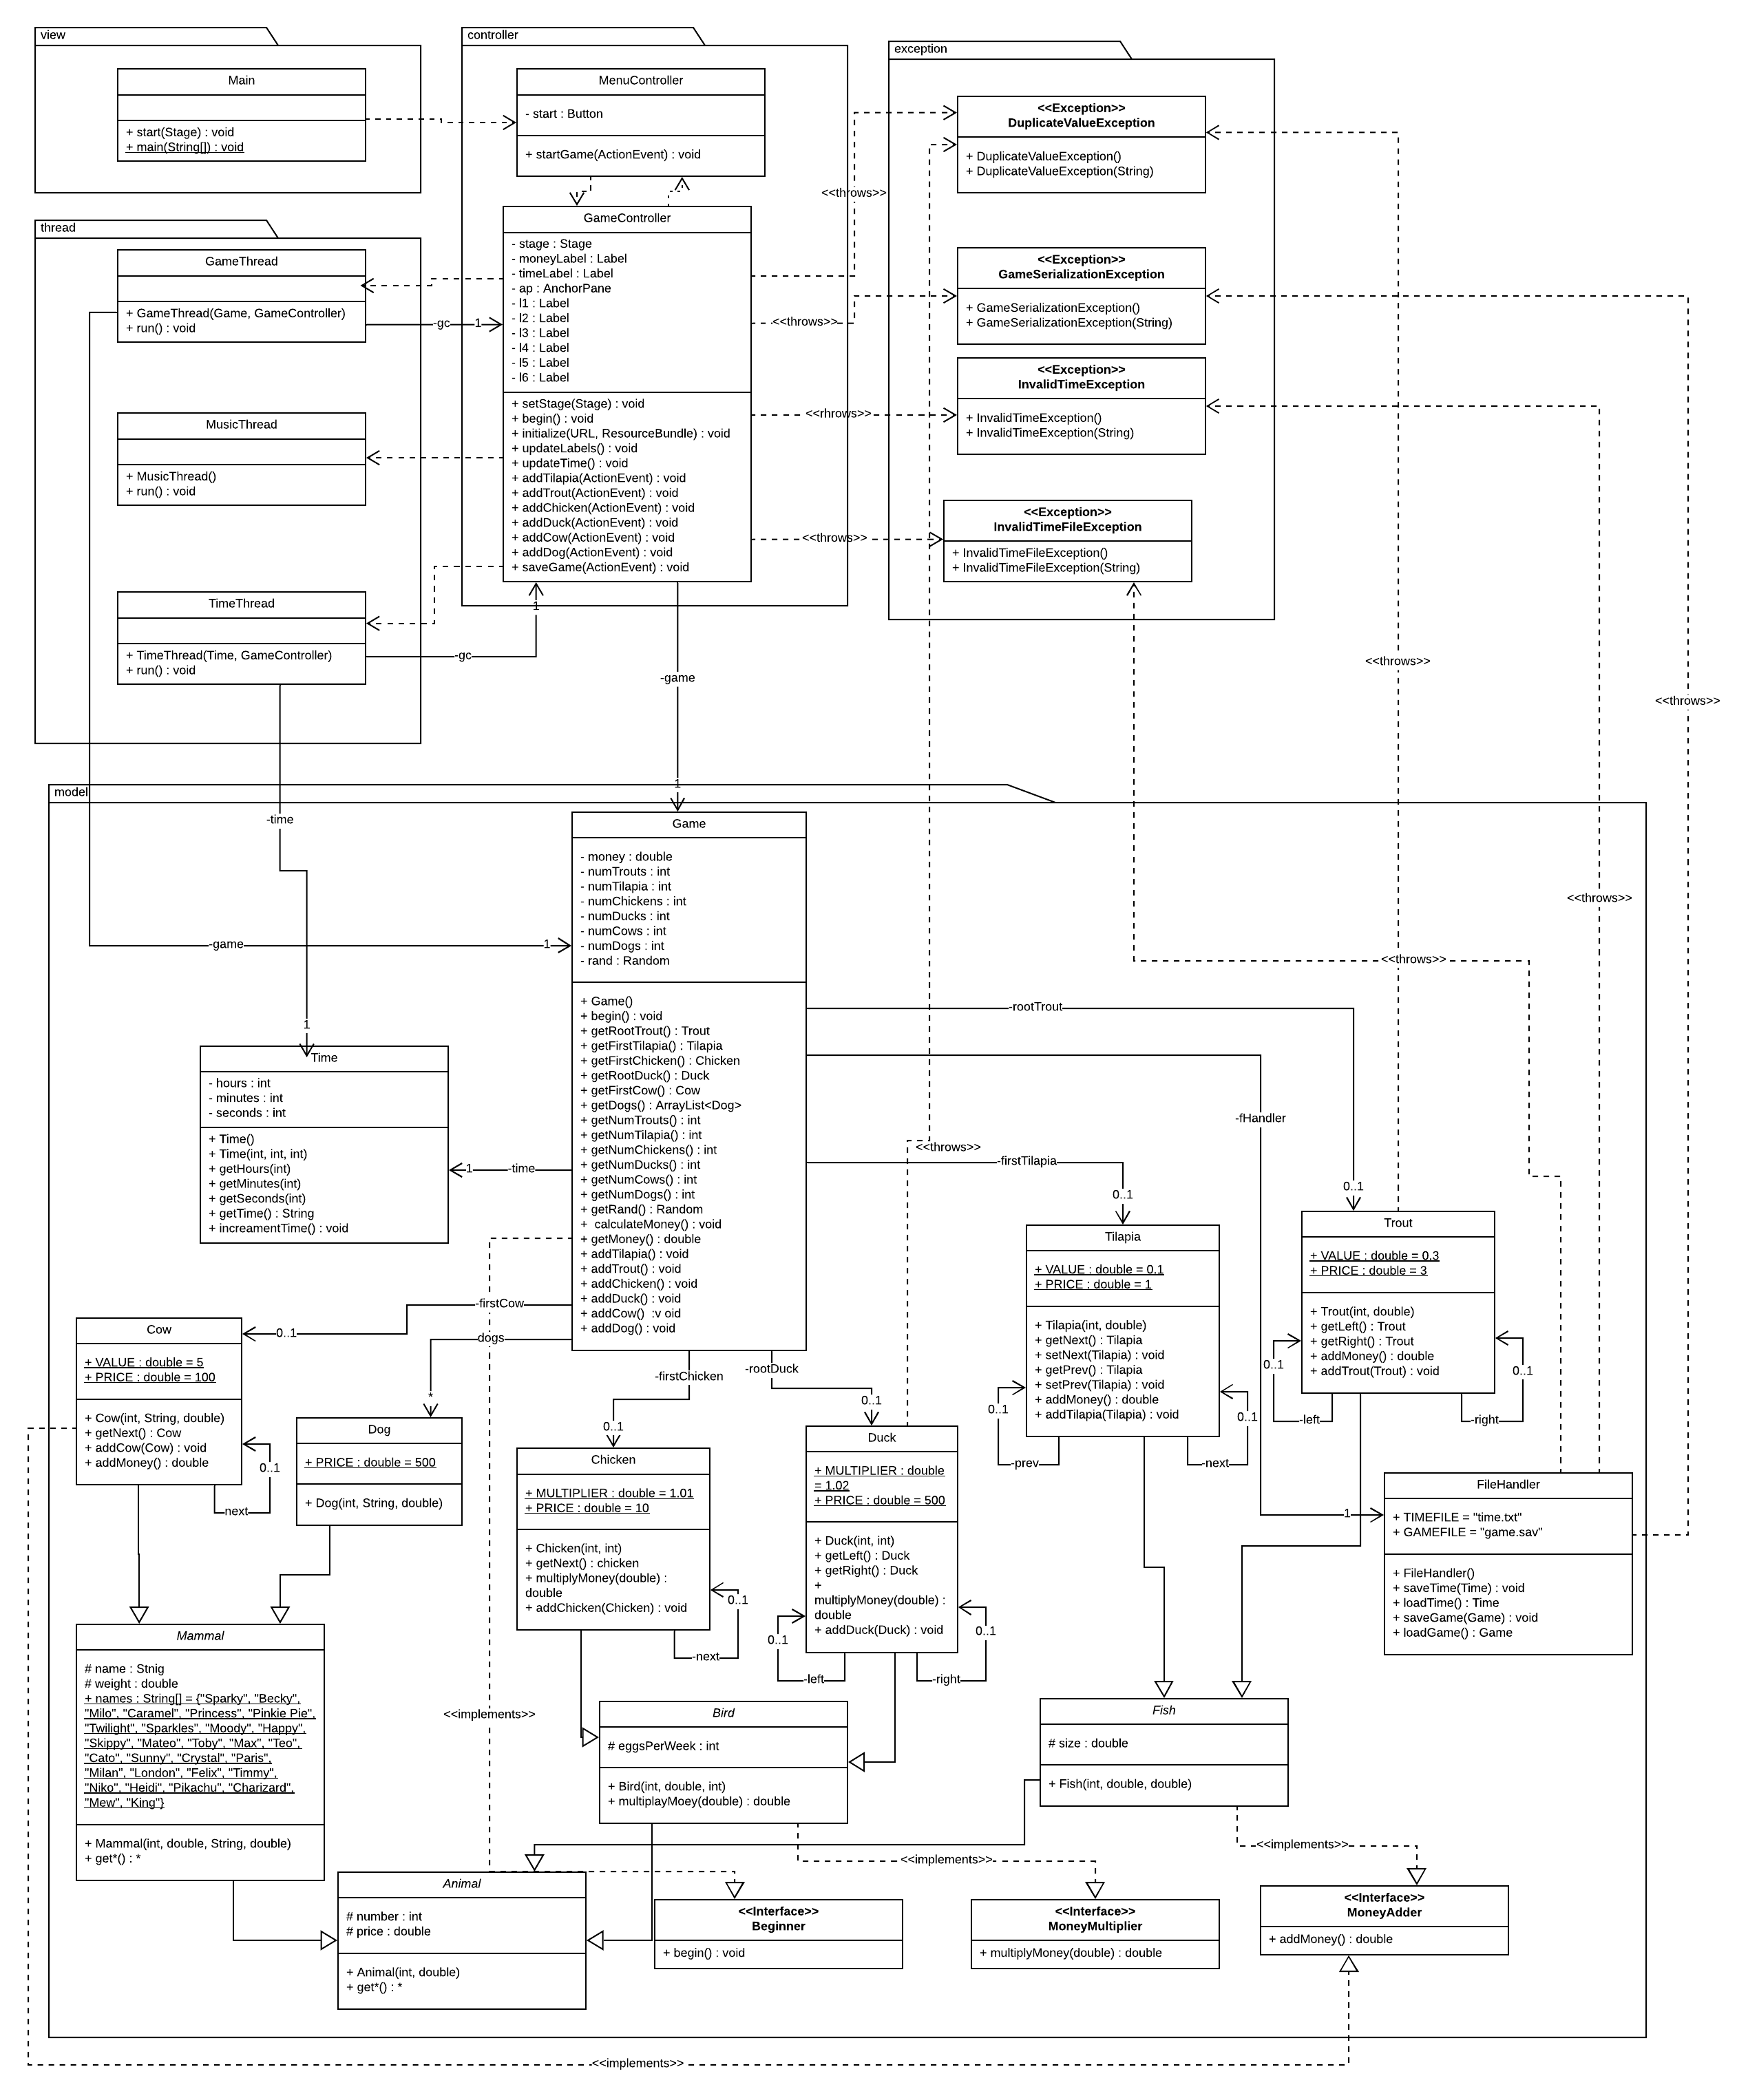 view
Main
+ start(Stage) : void
+ main(String[]) : void
controller
MenuController
- start : Button
+ startGame(ActionEvent) : void
GameController
- stage : Stage
- moneyLabel : Label
- timeLabel : Label
- ap : AnchorPane
- l1 : Label
- l2 : Label
- l3 : Label
- l4 : Label
- l5 : Label
- l6 : Label
+ setStage(Stage) : void
+ begin() : void
+ initialize(URL, ResourceBundle) : void
+ updateLabels() : void
+ updateTime() : void
+ addTilapia(ActionEvent) : void
+ addTrout(ActionEvent) : void
+ addChicken(ActionEvent) : void
+ addDuck(ActionEvent) : void
+ addCow(ActionEvent) : void
+ addDog(ActionEvent) : void
+ saveGame(ActionEvent) : void
exception
<<Exception>>
DuplicateValueException
+ DuplicateValueException()
+ DuplicateValueException(String)
<<Exception>>
GameSerializationException
+ GameSerializationException()
+ GameSerializationException(String)
<<Exception>>
InvalidTimeException
+ InvalidTimeException()
+ InvalidTimeException(String)
<<Exception>>
InvalidTimeFileException
+ InvalidTimeFileException()
+ InvalidTimeFileException(String)
<<throws>>
<<throws>>
<<rhrows>>
<<throws>>
thread
GameThread
+ GameThread(Game, GameController)
+ run() : void
-gc
1
MusicThread
+ MusicThread()
+ run() : void
TimeThread
+ TimeThread(Time, GameController)
+ run() : void
-gc
1
-game
1
<<throws>>
<<throws>>
<<throws>>
<<throws>>
<<throws>>
model
-time
1
-game
1
Game
- money : double
- numTrouts : int
- numTilapia : int
- numChickens : int
- numDucks : int
- numCows : int
- numDogs : int
- rand : Random
+ Game()
+ begin() : void
+ getRootTrout() : Trout
+ getFirstTilapia() : Tilapia
+ getFirstChicken() : Chicken
+ getRootDuck() : Duck
+ getFirstCow() : Cow
+ getDogs() : ArrayList<Dog>
+ getNumTrouts() : int
+ getNumTilapia() : int
+ getNumChickens() : int
+ getNumDucks() : int
+ getNumCows() : int
+ getNumDogs() : int
+ getRand() : Random
+  calculateMoney() : void
+ getMoney() : double
+ addTilapia() : void
+ addTrout() : void
+ addChicken() : void
+ addDuck() : void
+ addCow()  :v oid
+ addDog() : void
Time
- hours : int
- minutes : int
- seconds : int
+ Time()
+ Time(int, int, int)
+ getHours(int)
+ getMinutes(int)
+ getSeconds(int)
+ getTime() : String
+ increamentTime() : void
1
-time
-rootTrout
0..1
-fHandler
1
-firstTilapia
0..1
-firstCow
0..1
dogs
*
-firstChicken
0..1
-rootDuck
0..1
Tilapia
+ VALUE : double = 0.1
+ PRICE : double = 1
+ Tilapia(int, double)
+ getNext() : Tilapia
+ setNext(Tilapia) : void
+ getPrev() : Tilapia
+ setPrev(Tilapia) : void
+ addMoney() : double
+ addTilapia(Tilapia) : void
0..1
-prev
0..1
-next
Trout
+ VALUE : double = 0.3
+ PRICE : double = 3
+ Trout(int, double)
+ getLeft() : Trout
+ getRight() : Trout
+ addMoney() : double
+ addTrout(Trout) : void
0..1
-left
0..1
-right
Cow
+ VALUE : double = 5
+ PRICE : double = 100
+ Cow(int, String, double)
+ getNext() : Cow
+ addCow(Cow) : void
+ addMoney() : double
0..1
next
Dog
+ PRICE : double = 500
+ Dog(int, String, double)
Chicken
+ MULTIPLIER : double = 1.01
+ PRICE : double = 10
+ Chicken(int, int)
+ getNext() : chicken
+ multiplyMoney(double) :
double
+ addChicken(Chicken) : void
0..1
-next
Duck
+ MULTIPLIER : double
= 1.02
+ PRICE : double = 500
+ Duck(int, int)
+ getLeft() : Duck
+ getRight() : Duck
+
multiplyMoney(double) :
double
+ addDuck(Duck) : void
0..1
-left
0..1
-right
FileHandler
+ TIMEFILE = "time.txt"
+ GAMEFILE = "game.sav"
+ FileHandler()
+ saveTime(Time) : void
+ loadTime() : Time
+ saveGame(Game) : void
+ loadGame() : Game
Mammal
# name : Stnig
# weight : double
+ names : String[] = {"Sparky", "Becky",
"Milo", "Caramel", "Princess", "Pinkie Pie",
"Twilight", "Sparkles", "Moody", "Happy",
"Skippy", "Mateo", "Toby", "Max", "Teo",
"Cato", "Sunny", "Crystal", "Paris",
"Milan", "London", "Felix", "Timmy",
"Niko", "Heidi", "Pikachu", "Charizard",
"Mew", "King"}
+ Mammal(int, double, String, double)
+ get*() : *
<<implements>>
Bird
# eggsPerWeek : int
+ Bird(int, double, int)
+ multiplayMoey(double) : double
Fish
# size : double
+ Fish(int, double, double)
<<implements>>
<<implements>>
Animal
# number : int
# price : double
+ Animal(int, double)
+ get*() : *
<<Interface>>
Beginner
+ begin() : void
<<Interface>>
MoneyMultiplier
+ multiplyMoney(double) : double
<<Interface>>
MoneyAdder
+ addMoney() : double
<<implements>>